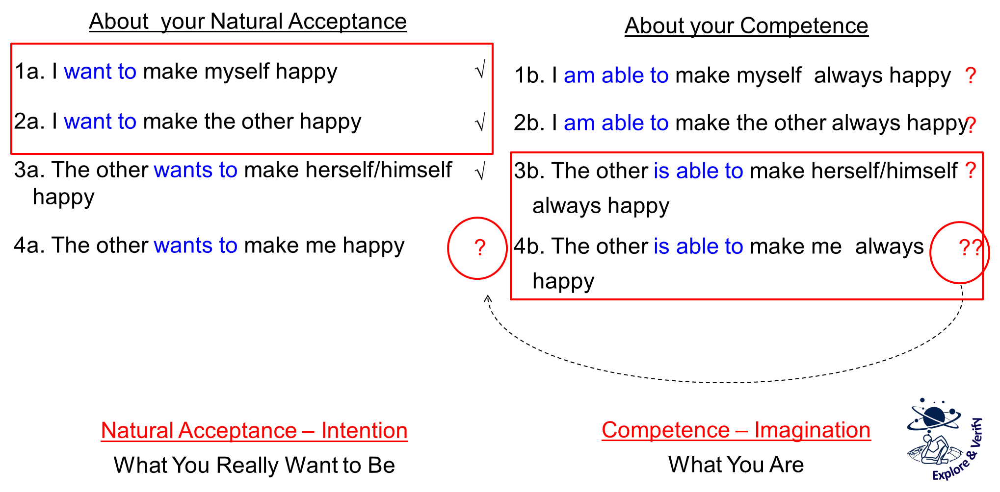 About your Natural Acceptance
1a. I want to make myself happy √
2a. I want to make the other happy √
3a. The other wants to make herself/himself √
happy
4a. The other wants to make me happy ?
About your Competence
1b. I am able to make myself always happy ?
2b. I am able to make the other always happy ?
3b. The other is able to make herself/himself ?
always happy
4b. The other is able to make me always ??
happy
Natural Acceptance – Intention
What You Really Want to Be
Competence – Imagination
What You Are
Explore & Verify